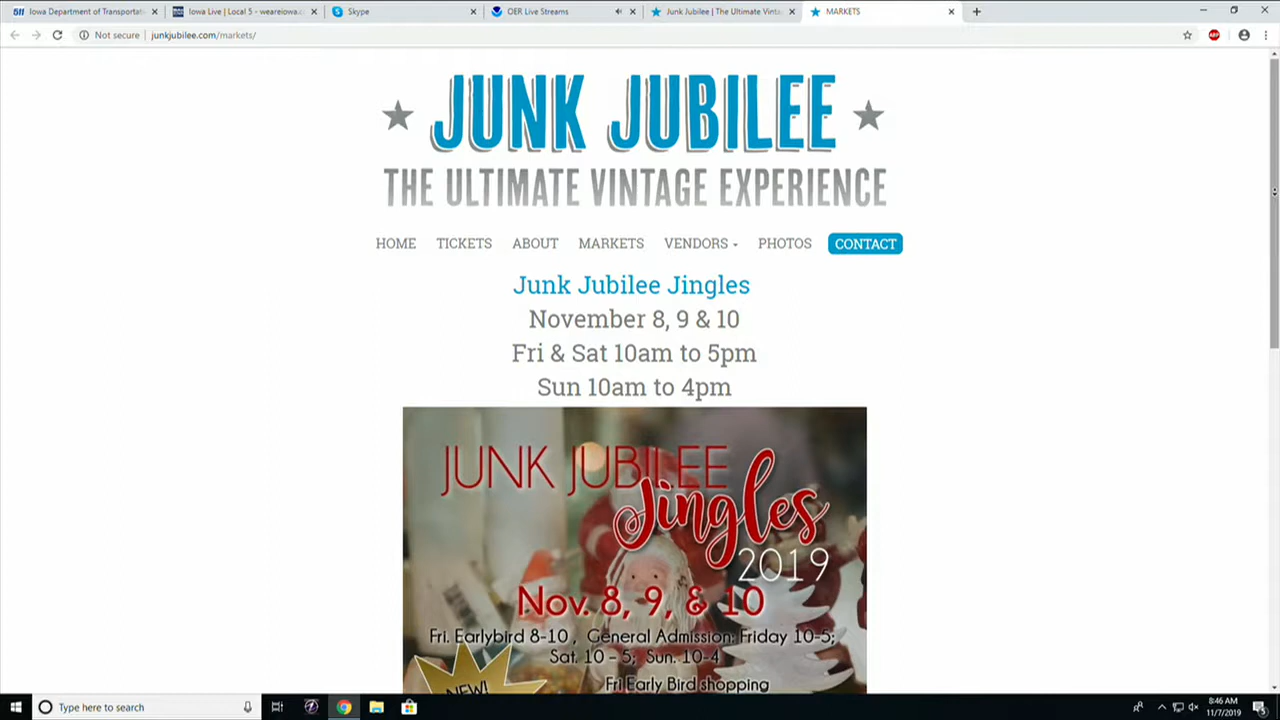 511 Iowa Department of Transportat
Iowa Live | Local 5 - weareiowa.c
Skype
OER Live Streams
Junk Jubilee | The Ultimate Vinta
MARKETS
Not secure | junkjubilee.com/markets/
ABP
JUNK JUBILEE
THE ULTIMATE VINTAGE EXPERIENCE
HOME TICKETS ABOUT MARKETS VENDORS PHOTOS CONTACT
Junk Jubilee Jingles
November 8, 9 & 10
Fri & Sat 10am to 5pm
Sun 10am to 4pm
JUNK JUBILEE
Jingles
2019
Nov. 8, 9, & 10
Fri. Earlybird 8-10 , General Admission: Friday 10-5;
Sat. 10 - 5; Sun. 10-4
Fri Early Bird shopping
NEW!
Type here to search
8:46 AM
11/7/2019